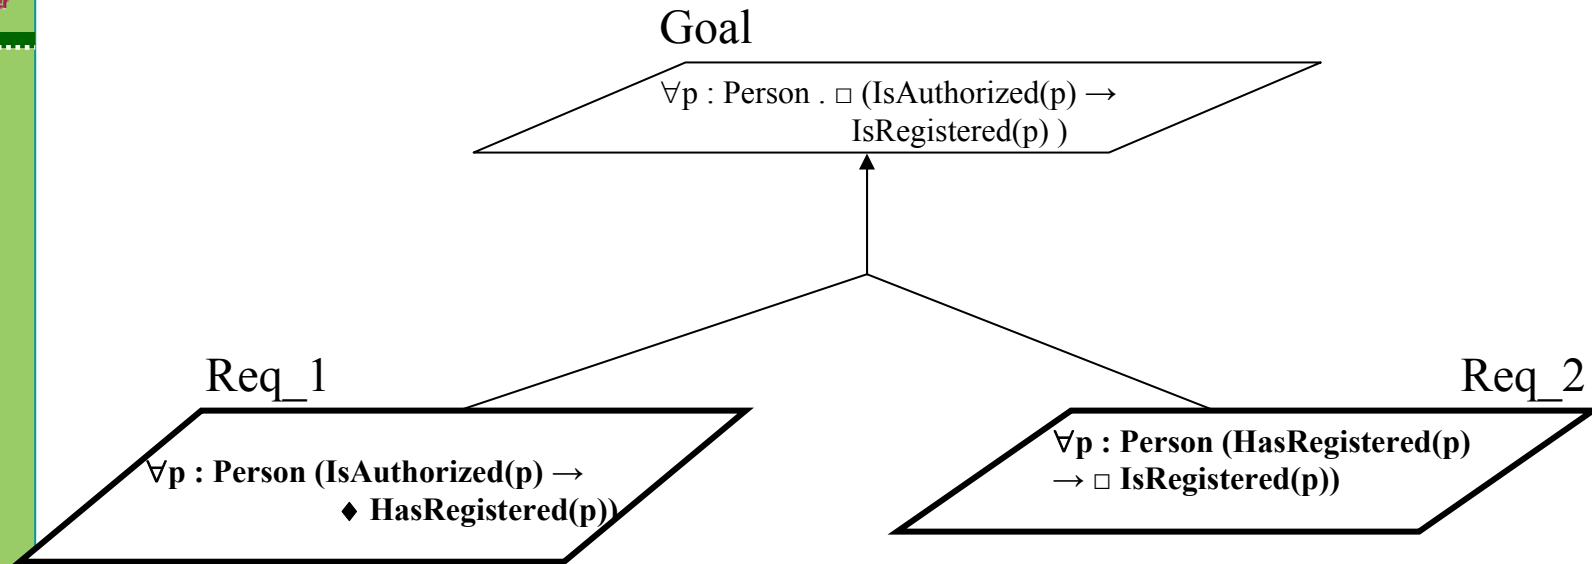 Goal
∀p : Person . □ (IsAuthorized(p) →
IsRegistered(p) )
Req_1
Req_2
∀p : Person (IsAuthorized(p) →
♦ HasRegistered(p))
∀p : Person (HasRegistered(p)
→ □ IsRegistered(p))